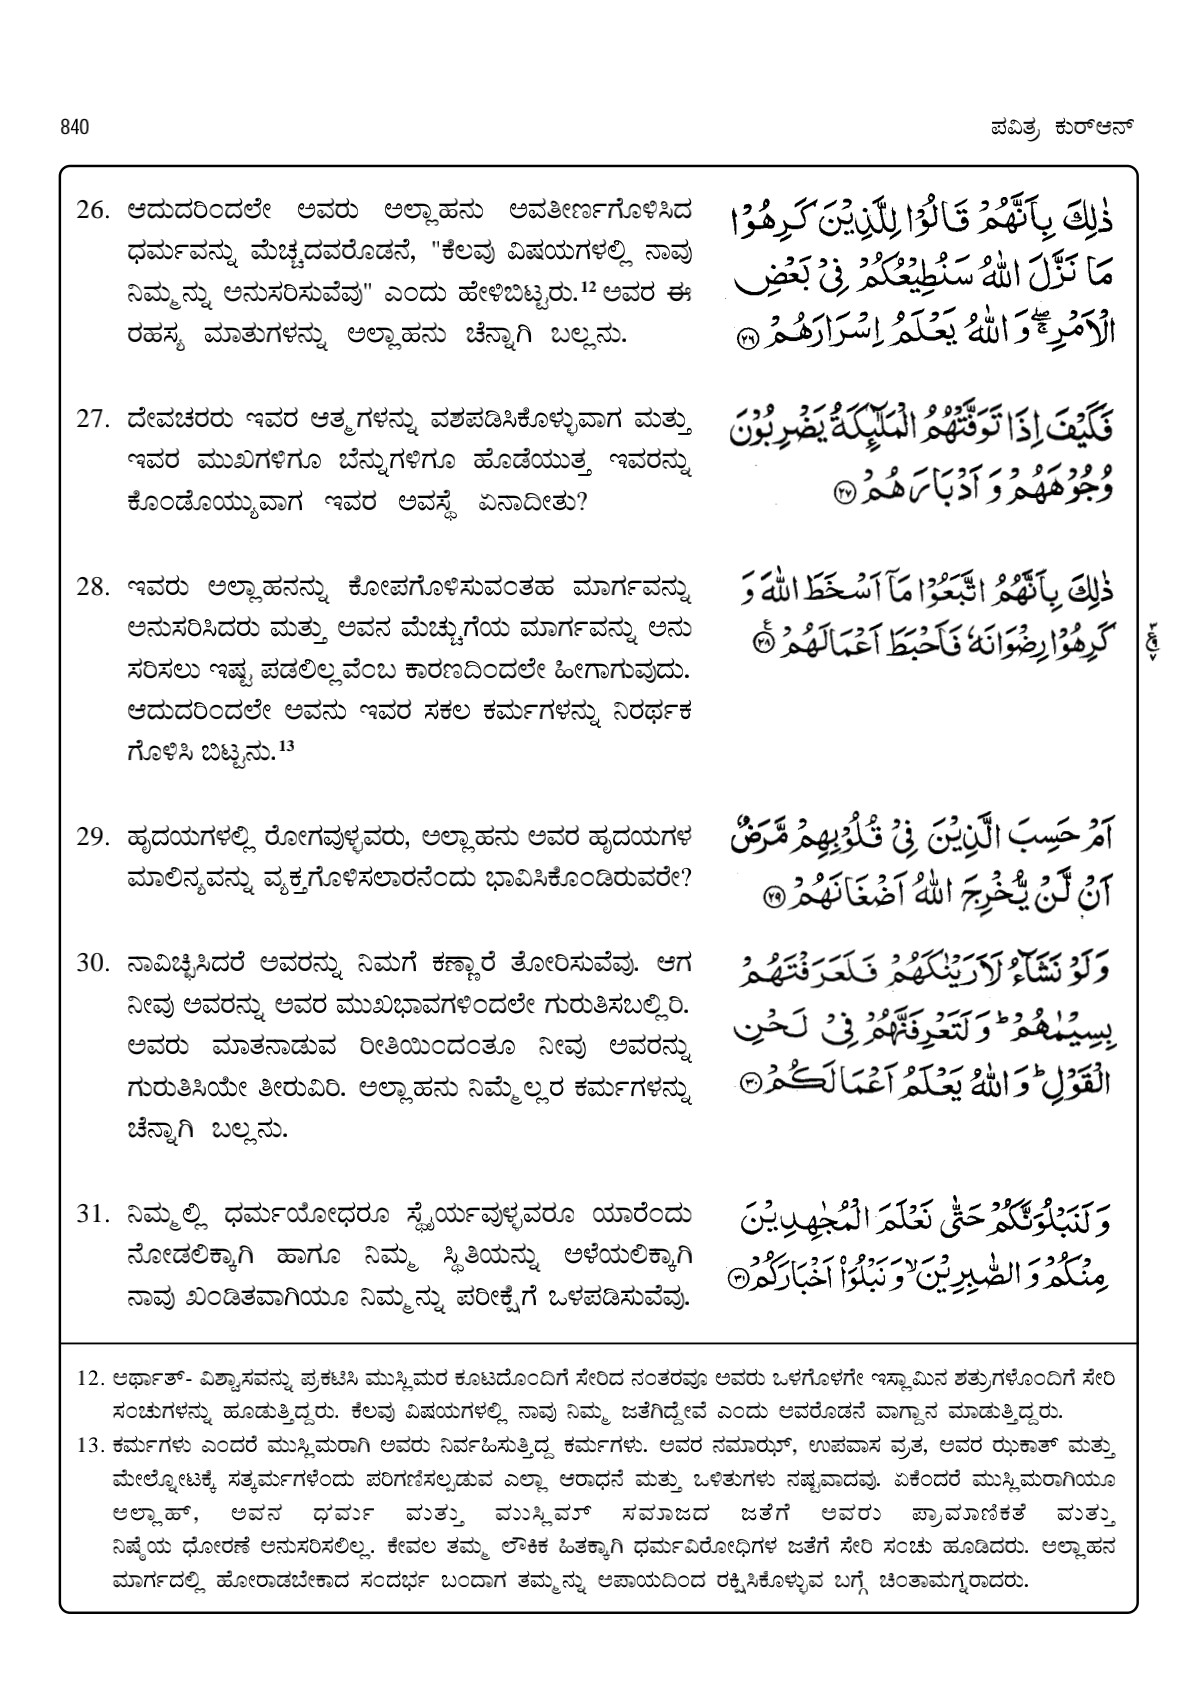 840
ಪವಿತ್ರ ಕುರ್‌ಆನ್
26. ಆದುದರಿಂದಲೇ ಅವರು ಅಲ್ಲಾಹನು ಅವತೀರ್ಣಗೊಳಿಸಿದ
ಧರ್ಮವನ್ನು ಮೆಚ್ಚದವರೊಡನೆ, "ಕೆಲವು ವಿಷಯಗಳಲ್ಲಿ ನಾವು
ನಿಮ್ಮನ್ನು ಅನುಸರಿಸುವೆವು" ಎಂದು ಹೇಳಿಬಿಟ್ಟರು.12 ಅವರ ಈ
ರಹಸ್ಯ ಮಾತುಗಳನ್ನು ಅಲ್ಲಾಹನು ಚೆನ್ನಾಗಿ ಬಲ್ಲನು.
ذٰلِكَ بِاَنَّهُمْ قَالُوْا لِلَّذِيْنَ كَرِهُوْا
مَا نَزَّلَ اللّٰهُ سَنُطِيْعُكُمْ فِيْ بَعْضِ
الْاَمْرِ ۖۚ وَ اللّٰهُ يَعْلَمُ اِسْرَارَهُمْ ۲۶
27. ದೇವಚರರು ಇವರ ಆತ್ಮಗಳನ್ನು ವಶಪಡಿಸಿಕೊಳ್ಳುವಾಗ ಮತ್ತು
ಇವರ ಮುಖಗಳಿಗೂ ಬೆನ್ನುಗಳಿಗೂ ಹೊಡೆಯುತ್ತ ಇವರನ್ನು
ಕೊಂಡೊಯ್ಯುವಾಗ ಇವರ ಅವಸ್ಥೆ ಏನಾದೀತು?
فَكَيْفَ اِذَا تَوَفَّتْهُمُ الْمَلٰٓئِكَةُ يَضْرِبُوْنَ
وُجُوْهَهُمْ وَ اَدْبَارَهُمْ ۲۷
28. ಇವರು ಅಲ್ಲಾಹನನ್ನು ಕೋಪಗೊಳಿಸುವಂತಹ ಮಾರ್ಗವನ್ನು
ಅನುಸರಿಸಿದರು ಮತ್ತು ಅವನ ಮೆಚ್ಚುಗೆಯ ಮಾರ್ಗವನ್ನು ಅನು
ಸರಿಸಲು ಇಷ್ಟ ಪಡಲಿಲ್ಲವೆಂಬ ಕಾರಣದಿಂದಲೇ ಹೀಗಾಗುವುದು.
ಆದುದರಿಂದಲೇ ಅವನು ಇವರ ಸಕಲ ಕರ್ಮಗಳನ್ನು ನಿರರ್ಥಕ
ಗೊಳಿಸಿ ಬಿಟ್ಟನು.13
ذٰلِكَ بِاَنَّهُمُ اتَّبَعُوْا مَاۤ اَسْخَطَ اللّٰهَ وَ
كَرِهُوْا رِضْوَانَهٗ فَاَحْبَطَ اَعْمَالَهُمْ ۲۸
29. ಹೃದಯಗಳಲ್ಲಿ ರೋಗವುಳ್ಳವರು, ಅಲ್ಲಾಹನು ಅವರ ಹೃದಯಗಳ
ಮಾಲಿನ್ಯವನ್ನು ವ್ಯಕ್ತಗೊಳಿಸಲಾರನೆಂದು ಭಾವಿಸಿಕೊಂಡಿರುವರೇ?
اَمْ حَسِبَ الَّذِيْنَ فِيْ قُلُوْبِهِمْ مَّرَضٌ
اَنْ لَّنْ يُّخْرِجَ اللّٰهُ اَضْغَانَهُمْ ۲۹
30. ನಾವಿಚ್ಛಿಸಿದರೆ ಅವರನ್ನು ನಿಮಗೆ ಕಣ್ಣಾರೆ ತೋರಿಸುವೆವು. ಆಗ
ನೀವು ಅವರನ್ನು ಅವರ ಮುಖಭಾವಗಳಿಂದಲೇ ಗುರುತಿಸಬಲ್ಲಿರಿ.
ಅವರು ಮಾತನಾಡುವ ರೀತಿಯಿಂದಂತೂ ನೀವು ಅವರನ್ನು
ಗುರುತಿಸಿಯೇ ತೀರುವಿರಿ. ಅಲ್ಲಾಹನು ನಿಮ್ಮೆಲ್ಲರ ಕರ್ಮಗಳನ್ನು
ಚೆನ್ನಾಗಿ ಬಲ್ಲನು.
وَ لَوْ نَشَآءُ لَاَرَيْنٰكَهُمْ فَلَعَرَفْتَهُمْ
بِسِيْمٰهُمْ ؕ وَ لَتَعْرِفَنَّهُمْ فِيْ لَحْنِ
الْقَوْلِ ؕ وَ اللّٰهُ يَعْلَمُ اَعْمَالَكُمْ ۳۰
31. ನಿಮ್ಮಲ್ಲಿ ಧರ್ಮಯೋಧರೂ ಸ್ಥೈರ್ಯವುಳ್ಳವರೂ ಯಾರೆಂದು
ನೋಡಲಿಕ್ಕಾಗಿ ಹಾಗೂ ನಿಮ್ಮ ಸ್ಥಿತಿಯನ್ನು ಅಳೆಯಲಿಕ್ಕಾಗಿ
ನಾವು ಖಂಡಿತವಾಗಿಯೂ ನಿಮ್ಮನ್ನು ಪರೀಕ್ಷೆಗೆ ಒಳಪಡಿಸುವೆವು.
وَ لَنَبْلُوَنَّكُمْ حَتّٰى نَعْلَمَ الْمُجٰهِدِيْنَ
مِنْكُمْ وَ الصّٰبِرِيْنَ ۙ وَ نَبْلُوَا۟ اَخْبَارَكُمْ ۳۱
12. ಅರ್ಥಾತ್- ವಿಶ್ವಾಸವನ್ನು ಪ್ರಕಟಿಸಿ ಮುಸ್ಲಿಮರ ಕೂಟದೊಂದಿಗೆ ಸೇರಿದ ನಂತರವೂ ಅವರು ಒಳಗೊಳಗೇ ಇಸ್ಲಾಮಿನ ಶತ್ರುಗಳೊಂದಿಗೆ ಸೇರಿ
ಸಂಚುಗಳನ್ನು ಹೂಡುತ್ತಿದ್ದರು. ಕೆಲವು ವಿಷಯಗಳಲ್ಲಿ ನಾವು ನಿಮ್ಮ ಜತೆಗಿದ್ದೇವೆ ಎಂದು ಅವರೊಡನೆ ವಾಗ್ದಾನ ಮಾಡುತ್ತಿದ್ದರು.
13. ಕರ್ಮಗಳು ಎಂದರೆ ಮುಸ್ಲಿಮರಾಗಿ ಅವರು ನಿರ್ವಹಿಸುತ್ತಿದ್ದ ಕರ್ಮಗಳು. ಅವರ ನಮಾಝ್, ಉಪವಾಸ ವ್ರತ, ಅವರ ಝಕಾತ್ ಮತ್ತು
ಮೇಲ್ನೋಟಕ್ಕೆ ಸತ್ಕರ್ಮಗಳೆಂದು ಪರಿಗಣಿಸಲ್ಪಡುವ ಎಲ್ಲಾ ಆರಾಧನೆ ಮತ್ತು ಒಳಿತುಗಳು ನಷ್ಟವಾದವು. ಏಕೆಂದರೆ ಮುಸ್ಲಿಮರಾಗಿಯೂ
ಅಲ್ಲಾಹ್, ಅವನ ಧರ್ಮ ಮತ್ತು ಮುಸ್ಲಿಮ್ ಸಮಾಜದ ಜತೆಗೆ ಅವರು ಪ್ರಾಮಾಣಿಕತೆ ಮತ್ತು
ನಿಷ್ಠೆಯ ಧೋರಣೆ ಅನುಸರಿಸಲಿಲ್ಲ. ಕೇವಲ ತಮ್ಮ ಲೌಕಿಕ ಹಿತಕ್ಕಾಗಿ ಧರ್ಮವಿರೋಧಿಗಳ ಜತೆಗೆ ಸೇರಿ ಸಂಚು ಹೂಡಿದರು. ಅಲ್ಲಾಹನ
ಮಾರ್ಗದಲ್ಲಿ ಹೋರಾಡಬೇಕಾದ ಸಂದರ್ಭ ಬಂದಾಗ ತಮ್ಮನ್ನು ಅಪಾಯದಿಂದ ರಕ್ಷಿಸಿಕೊಳ್ಳುವ ಬಗ್ಗೆ ಚಿಂತಾಮಗ್ನರಾದರು.